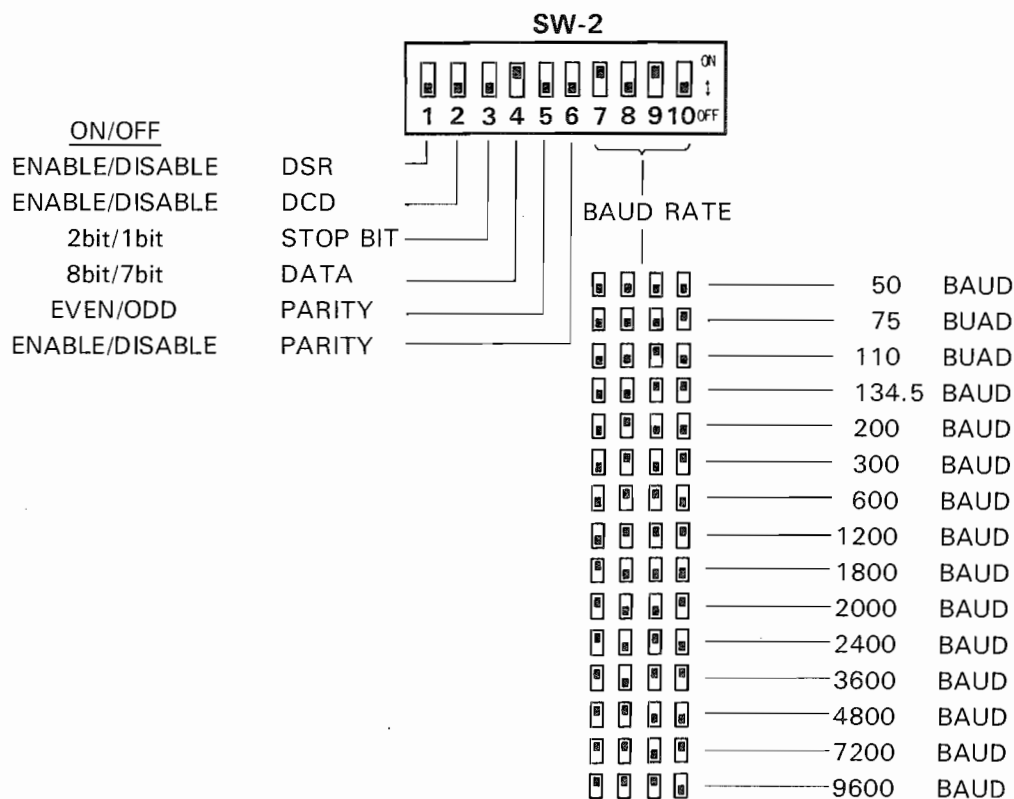 SW-2
ON
↕
1 2 3 4 5 6 7 8 9 10 OFF
ON/OFF
ENABLE/DISABLE DSR
ENABLE/DISABLE DCD
2bit/1bit STOP BIT
8bit/7bit DATA
EVEN/ODD PARITY
ENABLE/DISABLE PARITY
BAUD RATE
50 BAUD
75 BUAD
110 BUAD
134.5 BAUD
200 BAUD
300 BAUD
600 BAUD
1200 BAUD
1800 BAUD
2000 BAUD
2400 BAUD
3600 BAUD
4800 BAUD
7200 BAUD
9600 BAUD